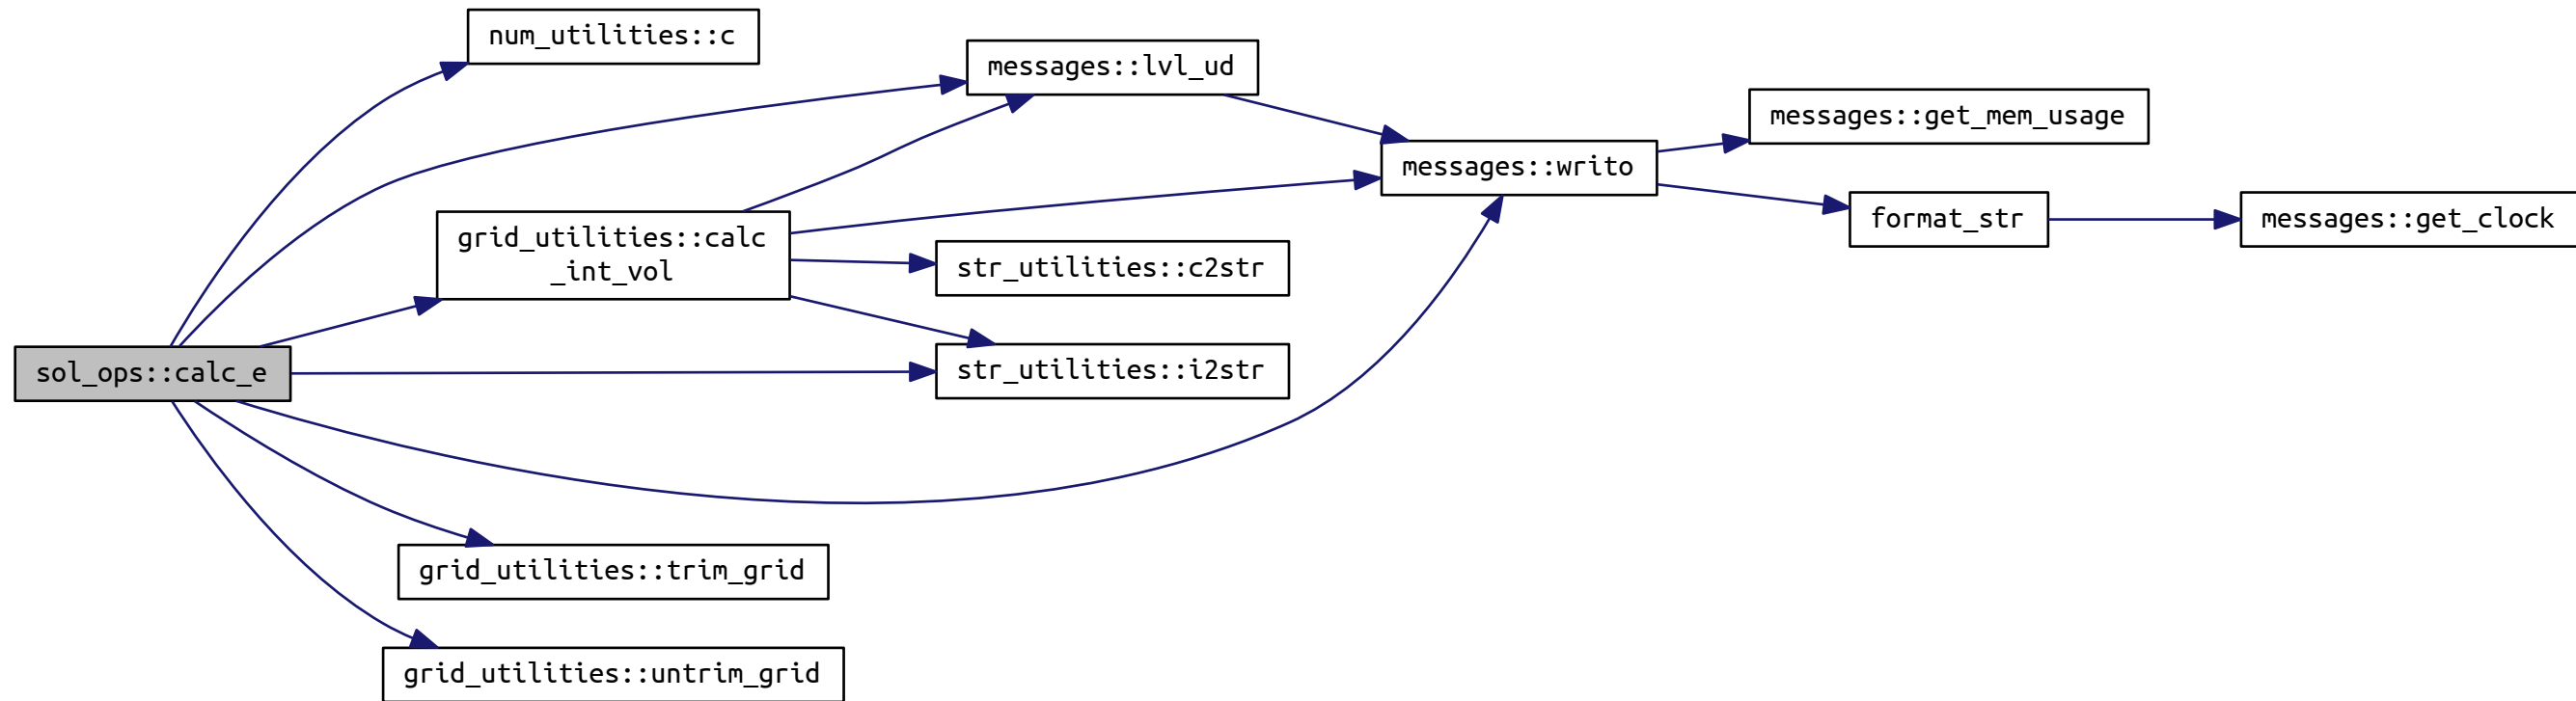 num_utilities::c
messages::lvl_ud
messages::get_mem_usage
messages::writo
format_str
messages::get_clock
grid_utilities::calc
_int_vol
str_utilities::c2str
str_utilities::i2str
sol_ops::calc_e
grid_utilities::trim_grid
grid_utilities::untrim_grid